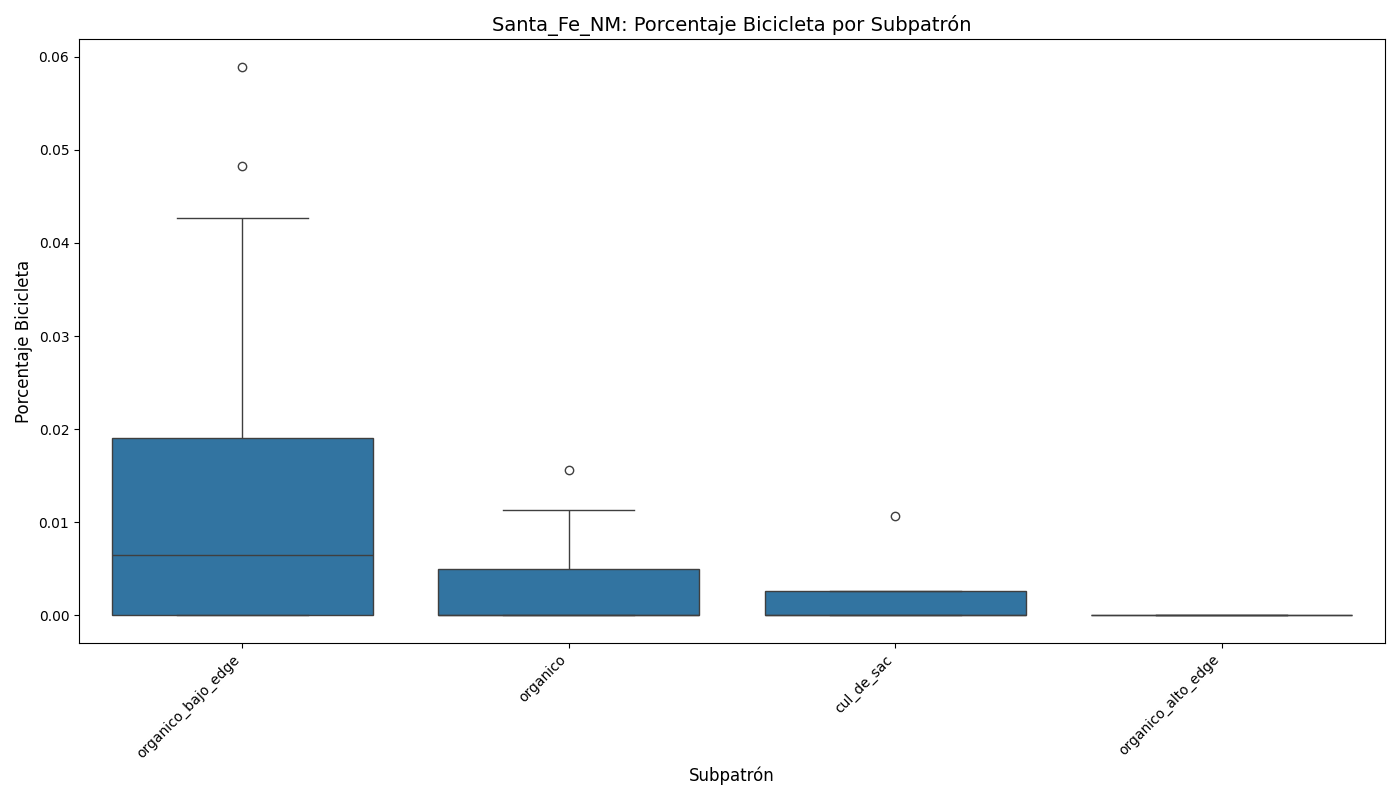 Santa_Fe_NM: Porcentaje Bicicleta por Subpatrón
Porcentaje Bicicleta
0.06
0.05
0.04
0.03
0.02
0.01
0.00
organico_bajo_edge
organico
cul_de_sac
organico_alto_edge
Subpatrón